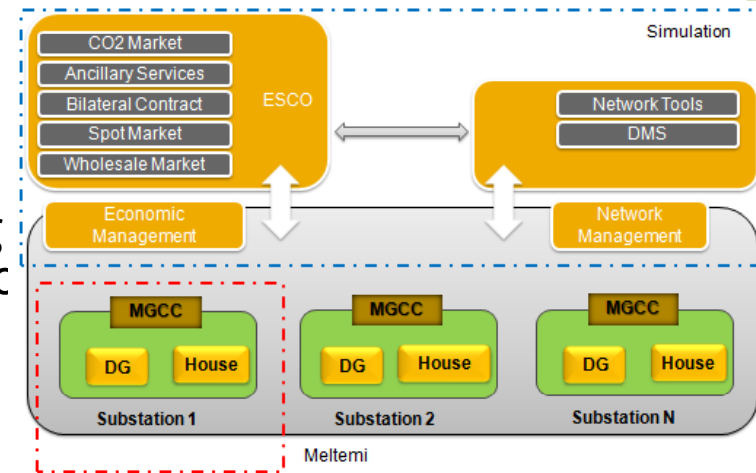 Simulation
CO2 Market
Ancillary Services
Bilateral Contract
Spot Market
Wholesale Market
ESCO
Network Tools
DMS
Economic
Management
Network
Management
MGCC
DG
House
Substation 1
MGCC
DG
House
Substation 2
MGCC
DG
House
Substation N
Meltemi